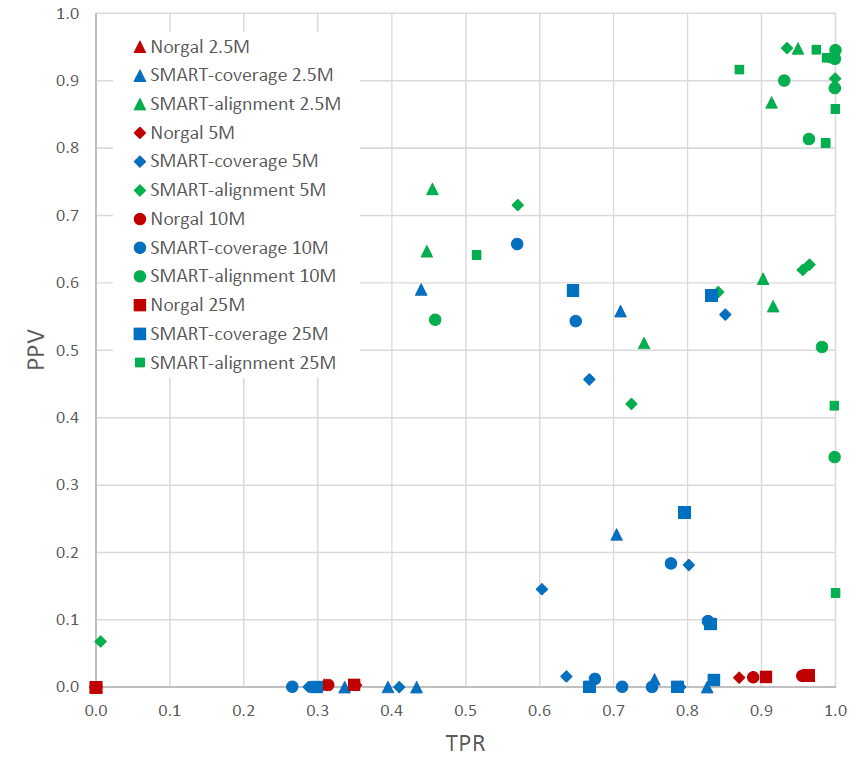 1.0
0.9
0.8
0.7
0.6
0.5
0.4
0.3
0.2
0.1
0.0
PPV
Norgal 2.5M
SMART-coverage 2.5M
SMART-alignment 2.5M
Norgal 5M
SMART-coverage 5M
SMART-alignment 5M
Norgal 10M
SMART-coverage 10M
SMART-alignment 10M
Norgal 25M
SMART-coverage 25M
SMART-alignment 25M
0.0 0.1 0.2 0.3 0.4 0.5 0.6 0.7 0.8 0.9 1.0
TPR